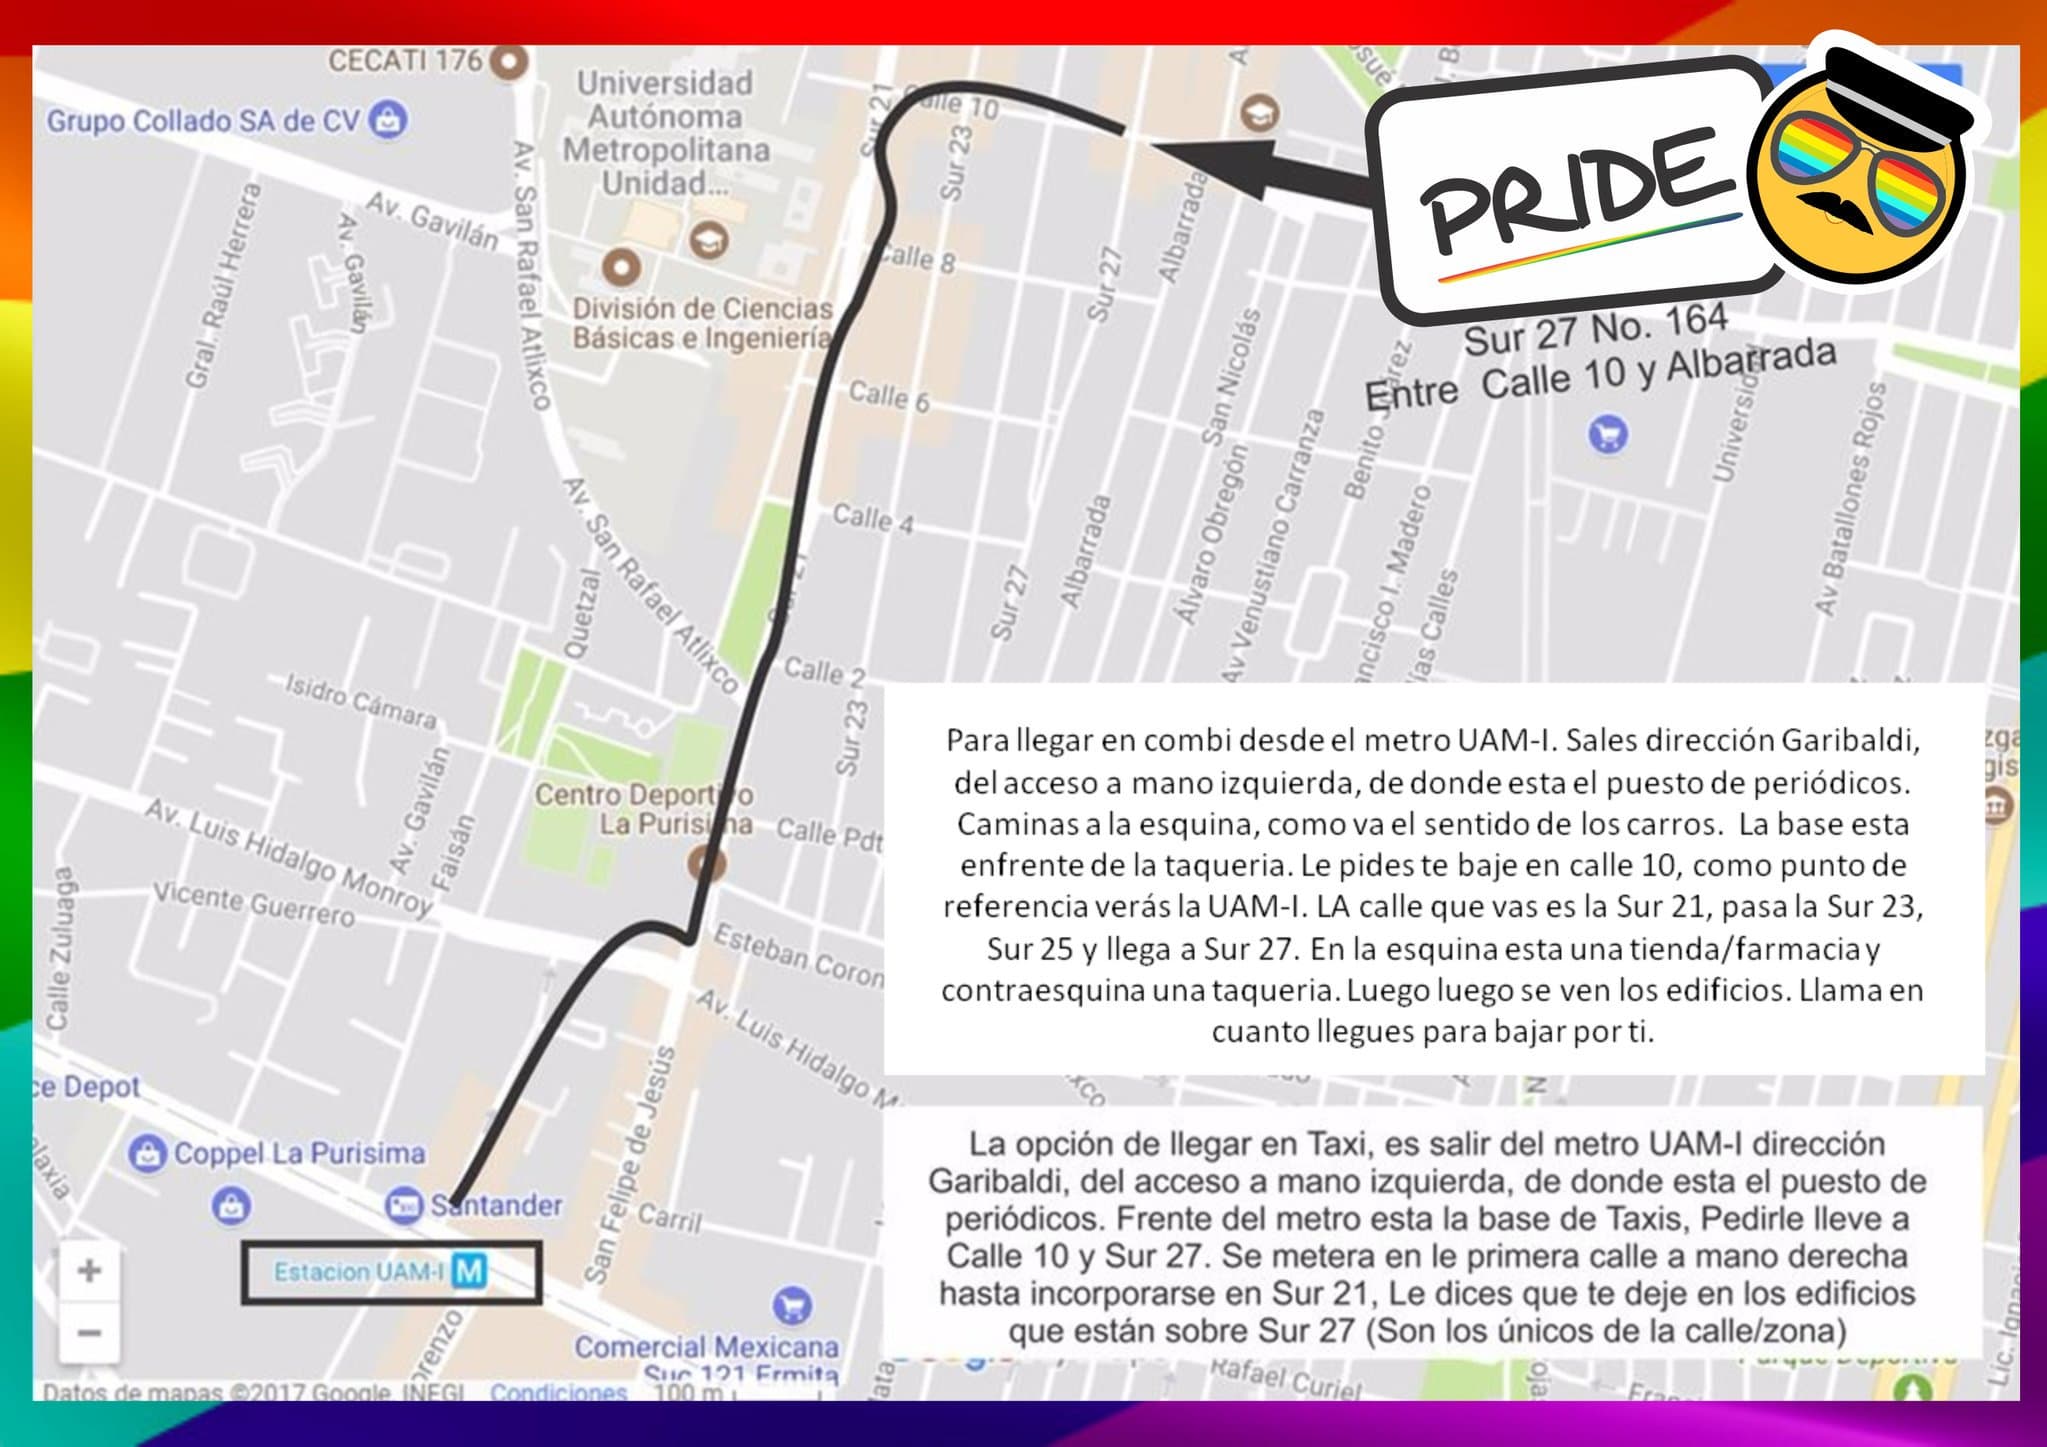 CECATI 176
Grupo Collado SA de CV
Universidad
Autónoma
Metropolitana
Unidad...
Av. San Rafael Atlixco
Av. Gavilán
Av. Gavilán
Gral. Raúl Herrera
División de Ciencias
Básicas e Ingeniería
Sur 21
Calle 10
Sur 23
Calle 8
Calle 6
Calle 4
Calle 2
Sur 27
Albarrada
PRIDE
Sur 27 No. 164
Entre Calle 10 y Albarrada
San Nicolás
Benito Juárez
Universidad
Av Batallones Rojos
Álvaro Obregón
Av Venustiano Carranza
Albarrada
Sur 27
Av. San Rafael Atlixco
Quetzal
Isidro Cámara
Sur 23
Av. Gavilán
Faisán
Centro Deportivo
La Purisima
Calle Pdt
Av. Luis Hidalgo Monroy
Vicente Guerrero
Calle Zuluaga
Esteban Coron
Av. Luis Hidalgo M
San Felipe de Jesús
Para llegar en combi desde el metro UAM-I. Sales dirección Garibaldi,
del acceso a mano izquierda, de donde esta el puesto de periódicos.
Caminas a la esquina, como va el sentido de los carros. La base esta
enfrente de la taqueria. Le pides te baje en calle 10, como punto de
referencia verás la UAM-I. LA calle que vas es la Sur 21, pasa la Sur 23,
Sur 25 y llega a Sur 27. En la esquina esta una tienda/farmacia y
contraesquina una taqueria. Luego luego se ven los edificios. Llama en
cuanto llegues para bajar por ti.
La opción de llegar en Taxi, es salir del metro UAM-I dirección
Garibaldi, del acceso a mano izquierda, de donde esta el puesto de
periódicos. Frente del metro esta la base de Taxis, Pedirle lleve a
Calle 10 y Sur 27. Se metera en le primera calle a mano derecha
hasta incorporarse en Sur 21, Le dices que te deje en los edificios
que están sobre Sur 27 (Son los únicos de la calle/zona)
ce Depot
Coppel La Purisima
Santander
Carril
Estacion UAM-I M
Comercial Mexicana
Suc 121 Ermita
Datos de mapas ©2017 Google, INEGI Condiciones 100 m
Rafael Curiel